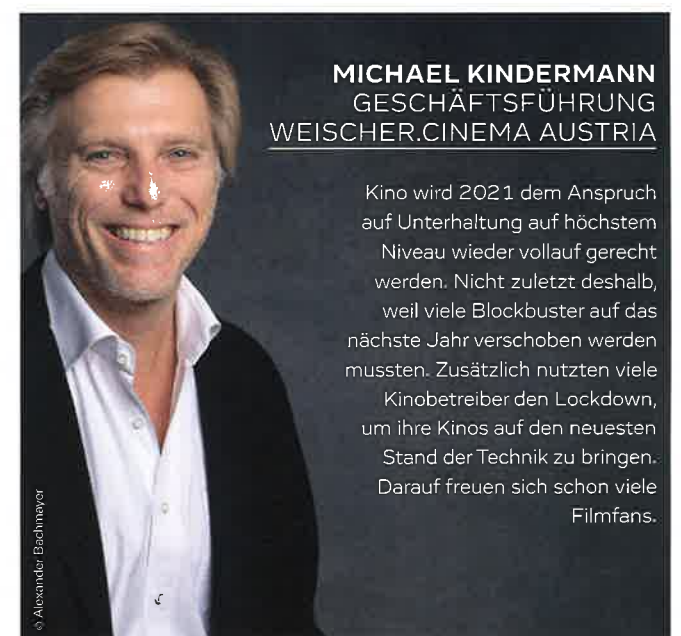 MICHAEL KINDERMANN
GESCHÄFTSFÜHRUNG
WEISCHER.CINEMA AUSTRIA
Kino wird 2021 dem Anspruch
auf Unterhaltung auf höchstem
Niveau wieder vollauf gerecht
werden. Nicht zuletzt deshalb,
weil viele Blockbuster auf das
nächste Jahr verschoben werden
mussten. Zusätzlich nutzten viele
Kinobetreiber den Lockdown,
um ihre Kinos auf den neuesten
Stand der Technik zu bringen.
Darauf freuen sich schon viele
Filmfans.
© Alexander Bachmayer